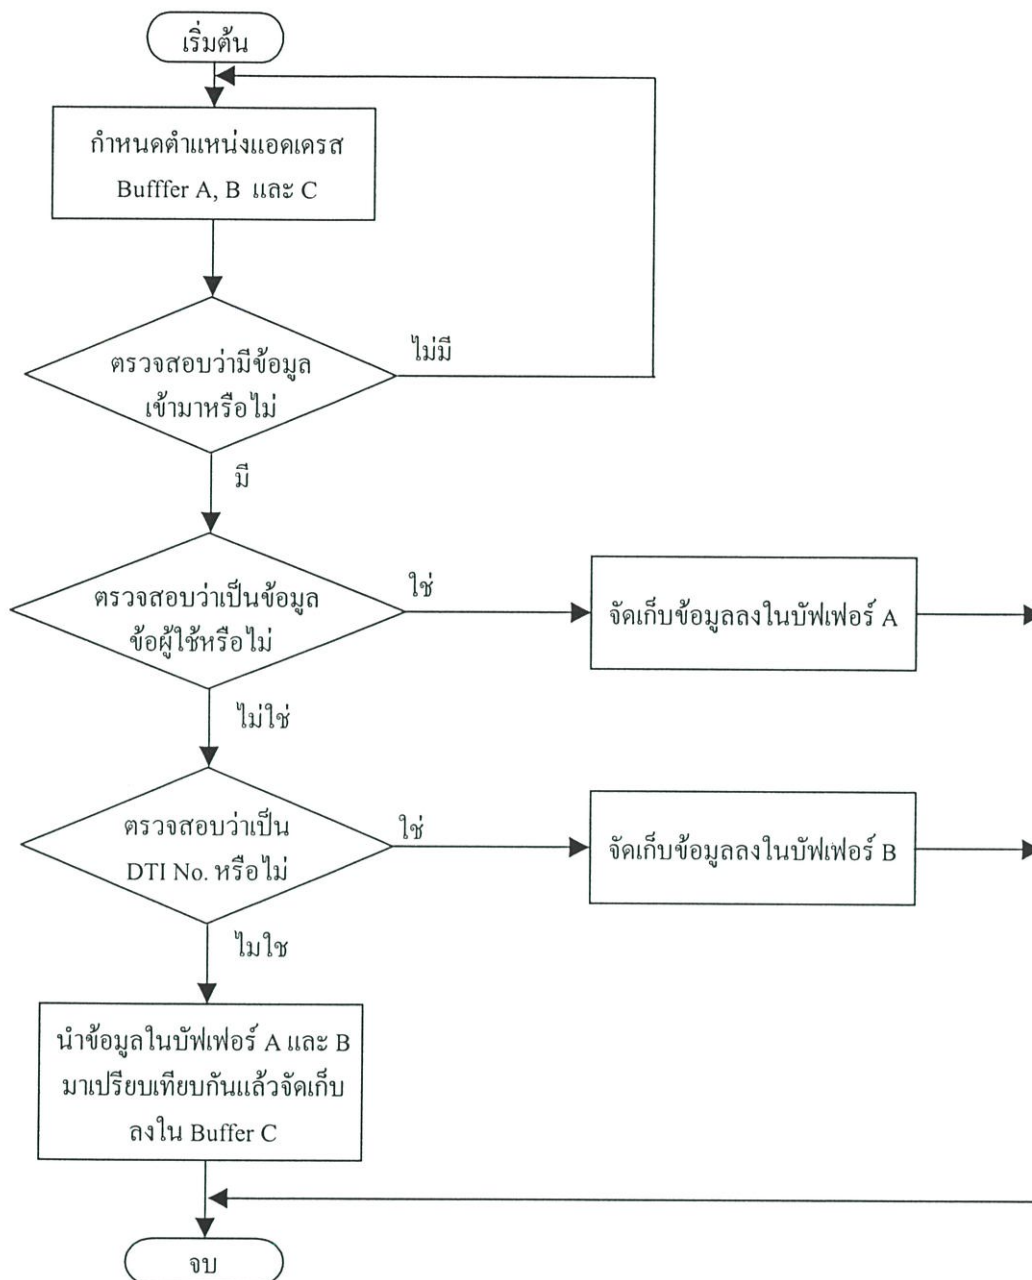 เริ่มต้น
กำหนดตำแหน่งแอดเดรส
Bufffer A, B และ C
ตรวจสอบว่ามีข้อมูล
เข้ามาหรือไม่
ไม่มี
มี
ตรวจสอบว่าเป็นข้อมูล
ข้อผู้ใช้หรือไม่
ใช่
จัดเก็บข้อมูลลงในบัฟเฟอร์ A
ไม่ใช่
ตรวจสอบว่าเป็น
DTI No. หรือไม่
ใช่
จัดเก็บข้อมูลลงในบัฟเฟอร์ B
ไมใช
นำข้อมูลในบัฟเฟอร์ A และ B
มาเปรียบเทียบกันแล้วจัดเก็บ
ลงใน Buffer C
จบ